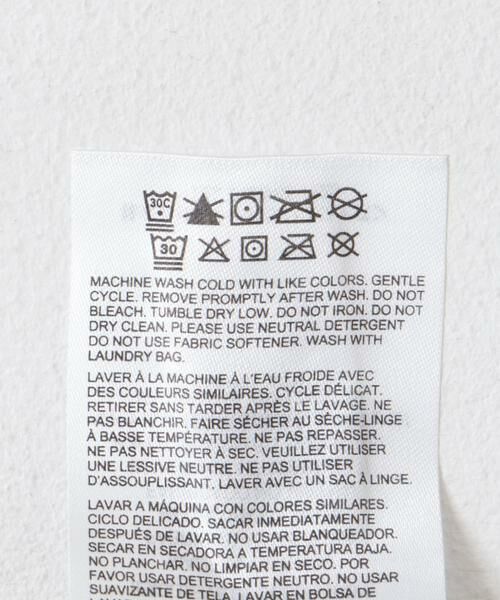 30C
30
MACHINE WASH COLD WITH LIKE COLORS. GENTLE
CYCLE. REMOVE PROMPTLY AFTER WASH. DO NOT
BLEACH. TUMBLE DRY LOW. DO NOT IRON. DO NOT
DRY CLEAN. PLEASE USE NEUTRAL DETERGENT
DO NOT USE FABRIC SOFTENER. WASH WITH
LAUNDRY BAG.
LAVER À LA MACHINE À L'EAU FROIDE AVEC
DES COULEURS SIMILAIRES. CYCLE DÉLICAT.
RETIRER SANS TARDER APRÈS LE LAVAGE. NE
PAS BLANCHIR. FAIRE SÉCHER AU SÈCHE-LINGE
À BASSE TEMPÉRATURE. NE PAS REPASSER.
NE PAS NETTOYER À SEC. VEUILLEZ UTILISER
UNE LESSIVE NEUTRE. NE PAS UTILISER
D'ASSOUPLISSANT. LAVER AVEC UN SAC À LINGE.
LAVAR A MÁQUINA CON COLORES SIMILARES.
CICLO DELICADO. SACAR INMEDIATAMENTE
DESPUÉS DE LAVAR. NO USAR BLANQUEADOR.
SECAR EN SECADORA A TEMPERATURA BAJA.
NO PLANCHAR. NO LIMPIAR EN SECO. POR
FAVOR USAR DETERGENTE NEUTRO. NO USAR
SUAVIZANTE DE TELA. LAVAR EN BOLSA DE